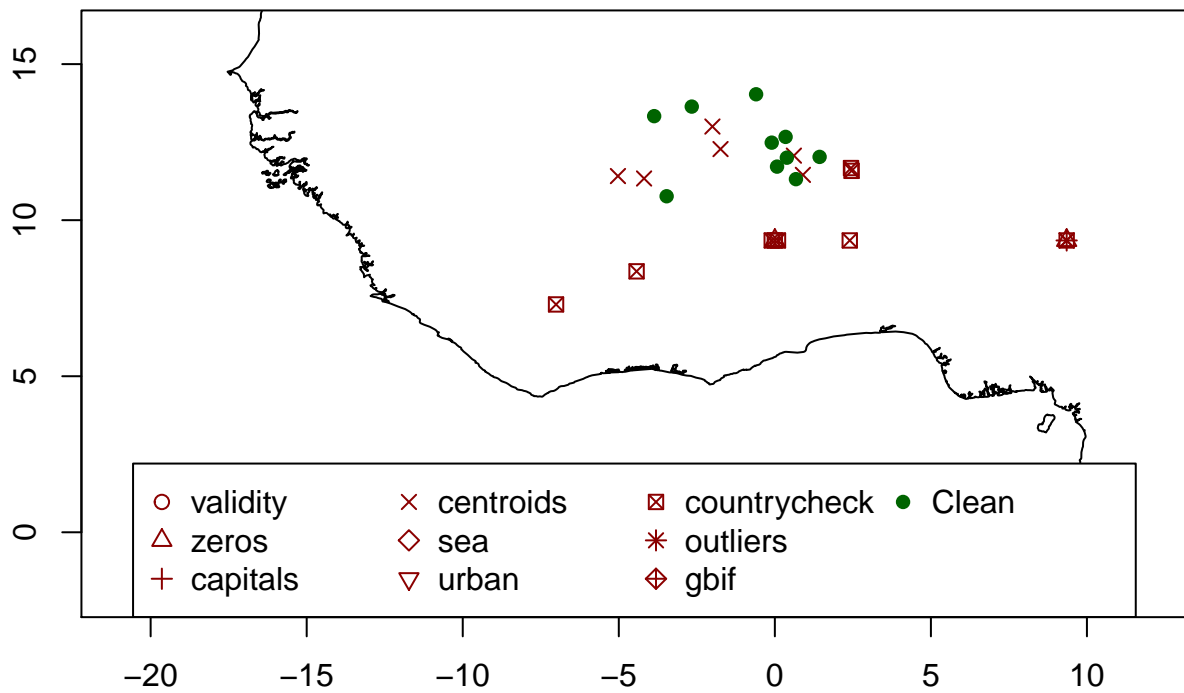 15
10
5
0
validity centroids countrycheck Clean
zeros sea outliers
capitals urban gbif
−20 −15 −10 −5 0 5 10